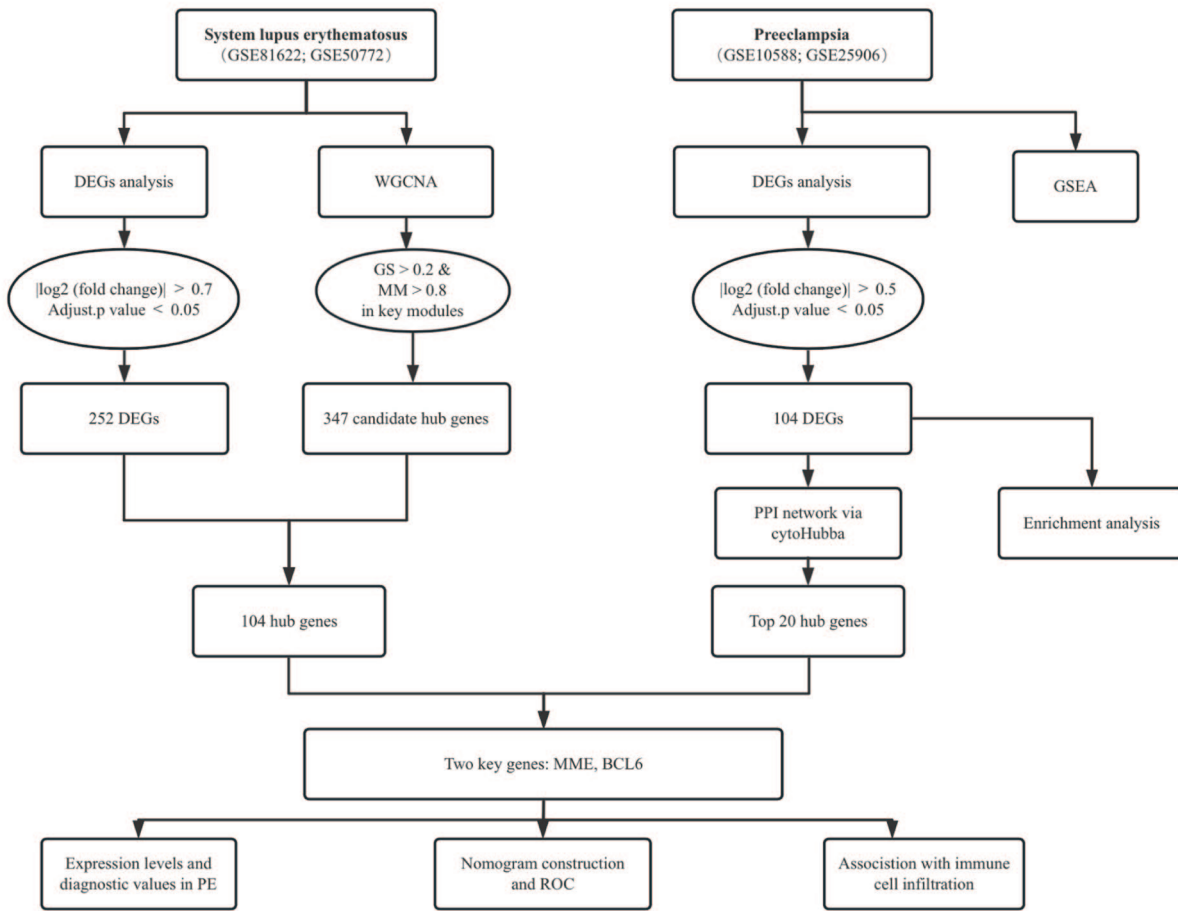 System lupus erythematosus
（GSE81622; GSE50772）
Preeclampsia
（GSE10588; GSE25906）
DEGs analysis
WGCNA
DEGs analysis
GSEA
|log2 (fold change)| > 0.7
Adjust.p value < 0.05
GS > 0.2 &
MM > 0.8
in key modules
|log2 (fold change)| > 0.5
Adjust.p value < 0.05
252 DEGs
347 candidate hub genes
104 DEGs
PPI network via
cytoHubba
Enrichment analysis
104 hub genes
Top 20 hub genes
Two key genes: MME, BCL6
Expression levels and
diagnostic values in PE
Nomogram construction
and ROC
Associstion with immune
cell infiltration